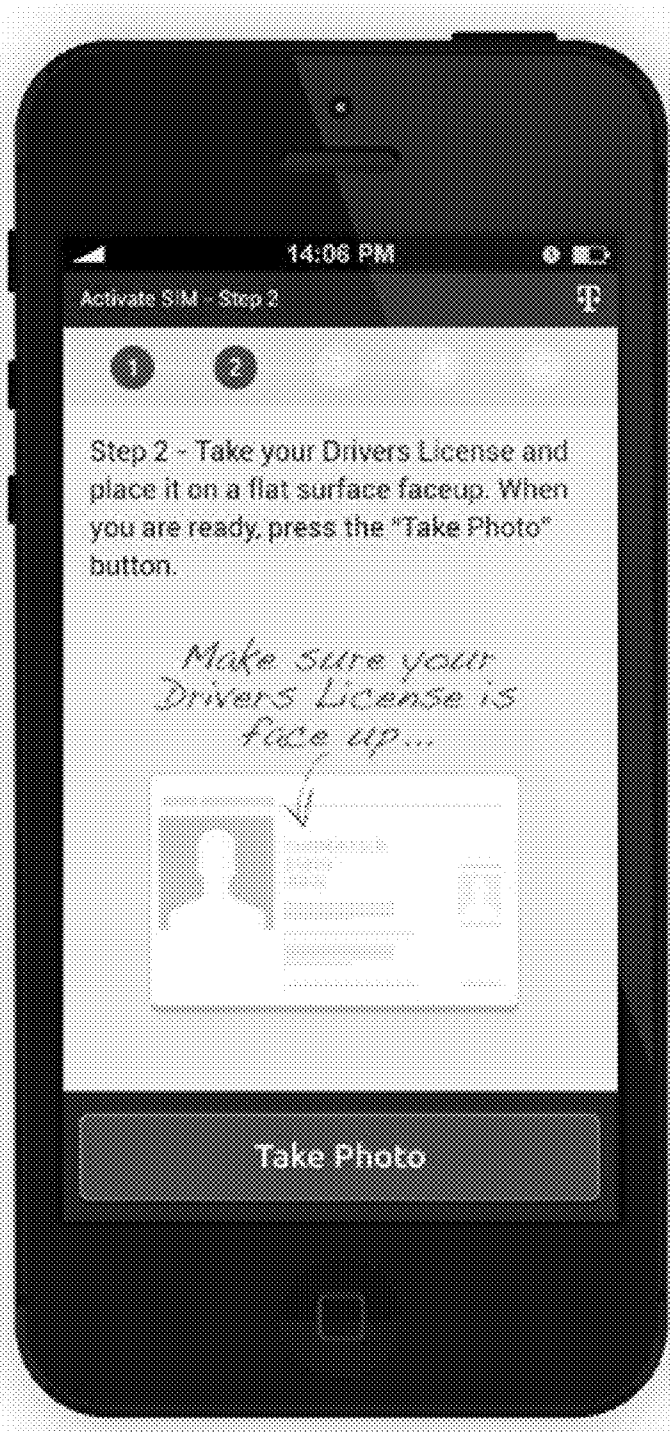 14:06 PM
Activate SIM - Step 2
1 2
Step 2 - Take your Drivers License and
place it on a flat surface faceup. When
you are ready, press the "Take Photo"
button.
Make sure your
Drivers License is
face up...
Take Photo